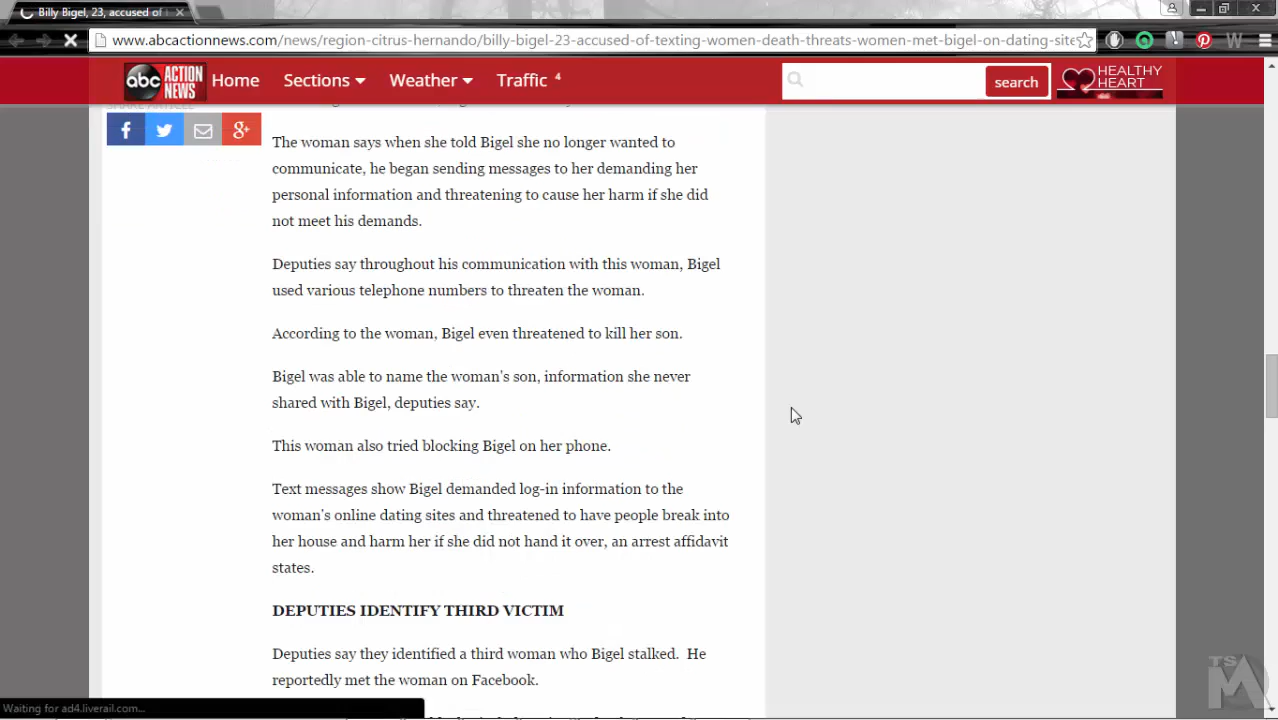 Billy Bigel, 23, accused of
www.abcactionnews.com/news/region-citrus-hernando/billy-bigel-23-accused-of-texting-women-death-threats-women-met-bigel-on-dating-site
abc ACTION NEWS
Home
Sections
Weather
Traffic 4
search
HEALTHY
HEART
SHARE ARTICLE
The woman says when she told Bigel she no longer wanted to
communicate, he began sending messages to her demanding her
personal information and threatening to cause her harm if she did
not meet his demands.
Deputies say throughout his communication with this woman, Bigel
used various telephone numbers to threaten the woman.
According to the woman, Bigel even threatened to kill her son.
Bigel was able to name the woman's son, information she never
shared with Bigel, deputies say.
This woman also tried blocking Bigel on her phone.
Text messages show Bigel demanded log-in information to the
woman's online dating sites and threatened to have people break into
her house and harm her if she did not hand it over, an arrest affidavit
states.
DEPUTIES IDENTIFY THIRD VICTIM
Deputies say they identified a third woman who Bigel stalked. He
reportedly met the woman on Facebook.
Waiting for ad4.liverail.com...